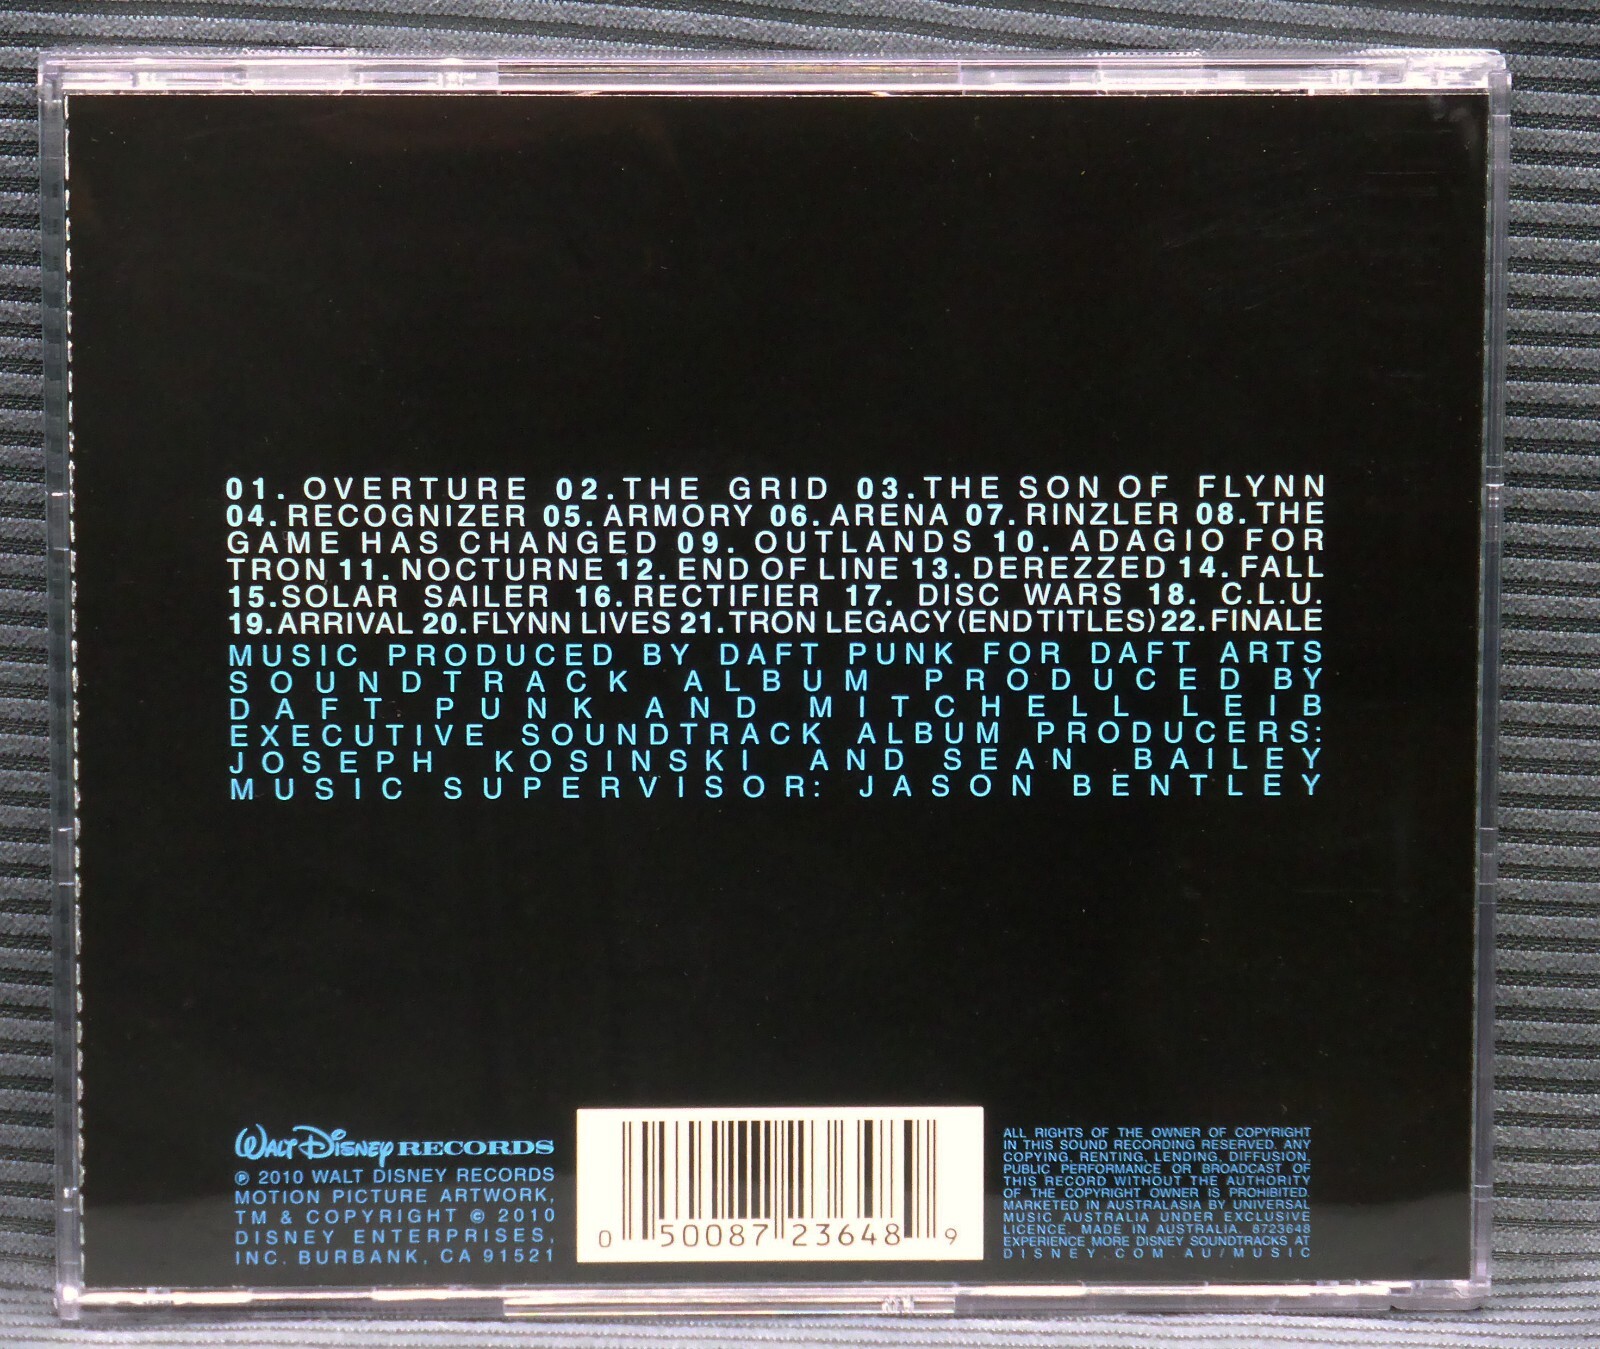 01. OVERTURE 02. THE GRID 03. THE SON OF FLYNN
04. RECOGNIZER 05. ARMORY 06. ARENA 07. RINZLER 08. THE
GAME HAS CHANGED 09. OUTLANDS 10. ADAGIO FOR
TRON 11. NOCTURNE 12. END OF LINE 13. DEREZZED 14. FALL
15. SOLAR SAILER 16. RECTIFIER 17. DISC WARS 18. C.L.U.
19. ARRIVAL 20. FLYNN LIVES 21. TRON LEGACY (END TITLES) 22. FINALE
MUSIC PRODUCED BY DAFT PUNK FOR DAFT ARTS
SOUNDTRACK ALBUM PRODUCED BY
DAFT PUNK AND MITCHELL LEIB
EXECUTIVE SOUNDTRACK ALBUM PRODUCERS:
JOSEPH KOSINSKI AND SEAN BAILEY
MUSIC SUPERVISOR: JASON BENTLEY
WALT DISNEY RECORDS
℗ 2010 WALT DISNEY RECORDS
MOTION PICTURE ARTWORK,
TM & COPYRIGHT © 2010
DISNEY ENTERPRISES,
INC. BURBANK, CA 91521
0 50087 23648 9
ALL RIGHTS OF THE OWNER OF COPYRIGHT
IN THIS SOUND RECORDING RESERVED. ANY
COPYING, RENTING, LENDING, DIFFUSION,
PUBLIC PERFORMANCE OR BROADCAST OF
THIS RECORD WITHOUT THE AUTHORITY
OF THE COPYRIGHT OWNER IS PROHIBITED.
MARKETED IN AUSTRALASIA BY UNIVERSAL
MUSIC AUSTRALIA UNDER EXCLUSIVE
LICENCE. MADE IN AUSTRALIA. 8723648
EXPERIENCE MORE DISNEY SOUNDTRACKS AT
DISNEY.COM.AU/MUSIC